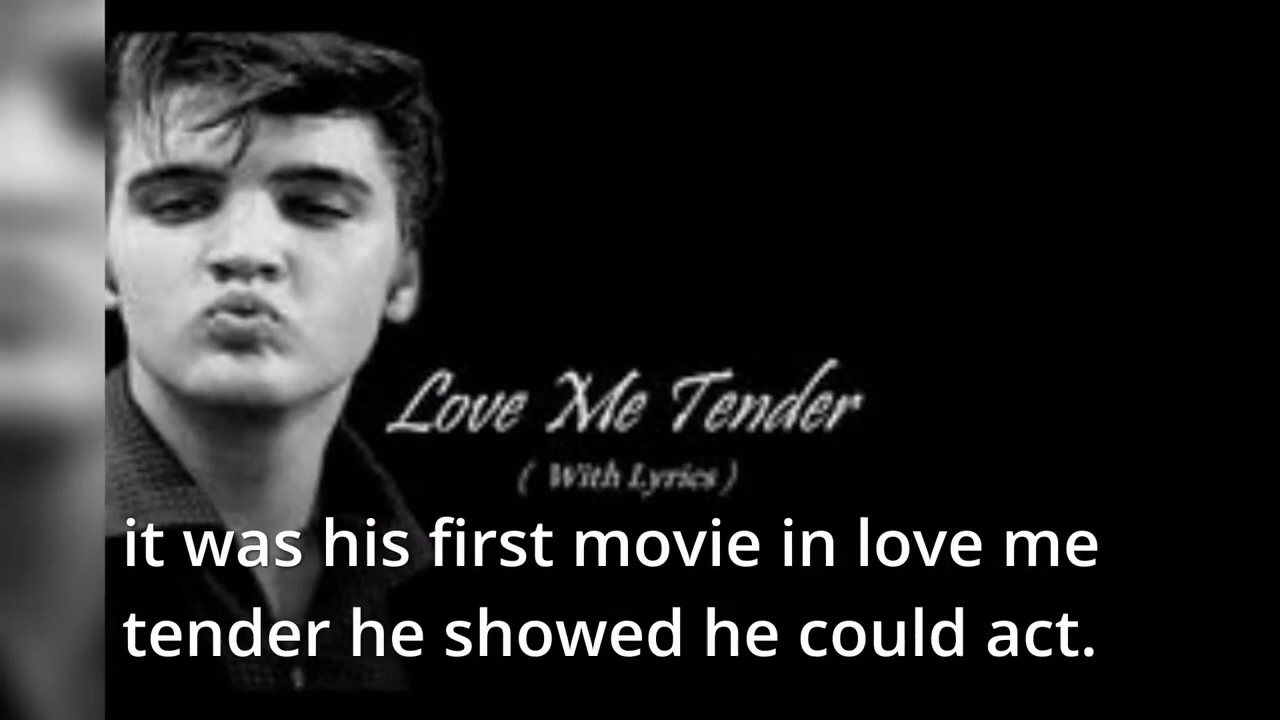 Love Me Tender
( With Lyrics )
it was his first movie in love me
tender he showed he could act.